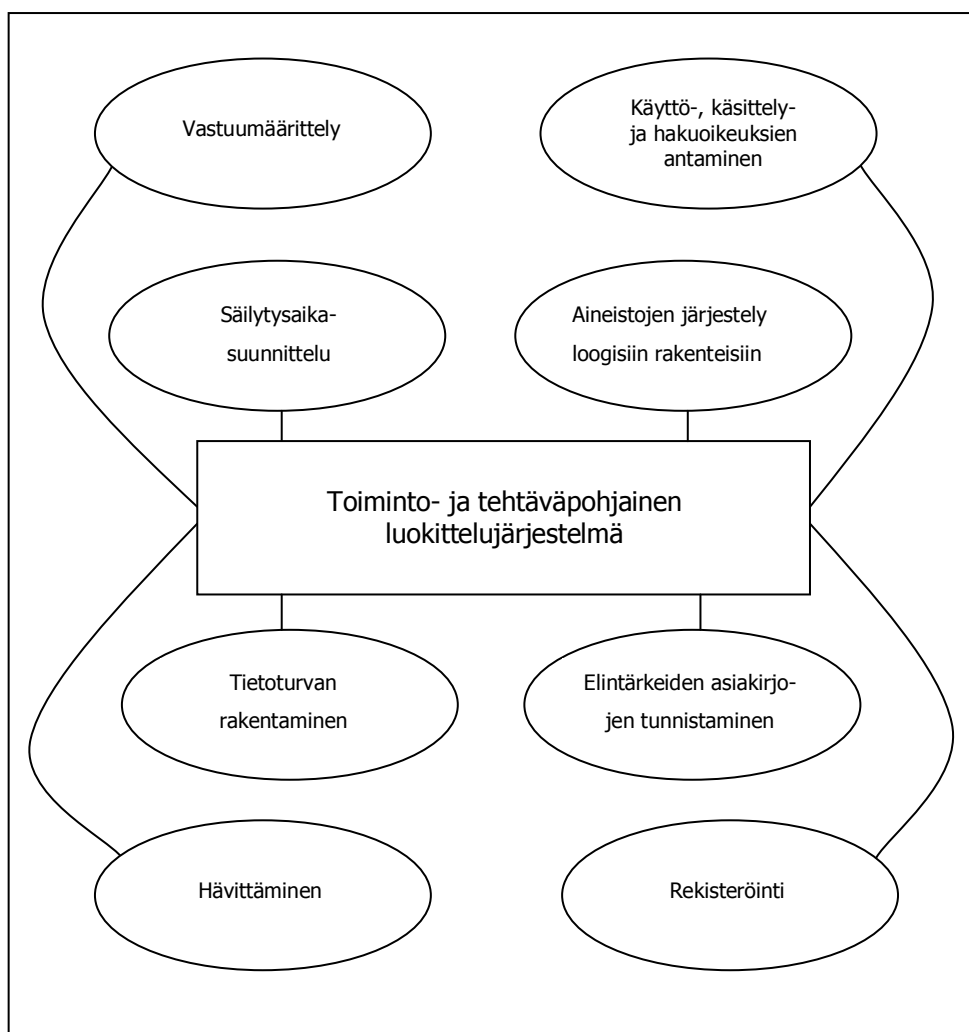 Vastuumäärittely
Käyttö-, käsittely-
ja hakuoikeuksien
antaminen
Säilytysaika-
suunnittelu
Aineistojen järjestely
loogisiin rakenteisiin
Toiminto- ja tehtäväpohjainen
luokittelujärjestelmä
Tietoturvan
rakentaminen
Elintärkeiden asiakirjo-
jen tunnistaminen
Hävittäminen
Rekisteröinti